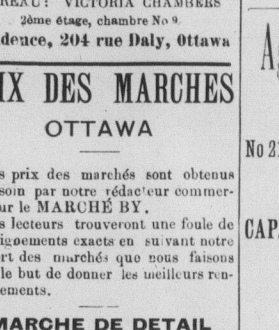 REAU: VICTORIA CHAMBERS
2ème étage, chambre No 9
dence, 204 rue Daly, Ottawa
IX DES MARCHES
OTTAWA
s prix des marchés sont obtenus
soin par notre rédacteur commer-
ur le MARCHÉ BY.
s lecteurs trouveront une foule de
ignements exacts en suivant notre
rt des marchés que nous faisons
le but de donner les meilleurs ren-
ements.
MARCHE DE DETAIL
No 21
CAP